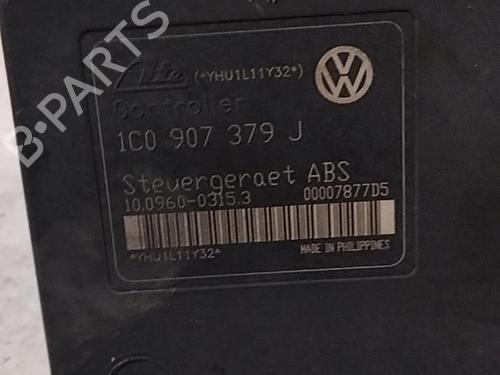 B-PARTS
Ate (*YHU1L11Y32*)
Controller
1C0 907 379 J
Steuergeraet ABS
10.0960-0315.3 00007877D5
*YHU1L11Y32* MADE IN PHILIPPINES